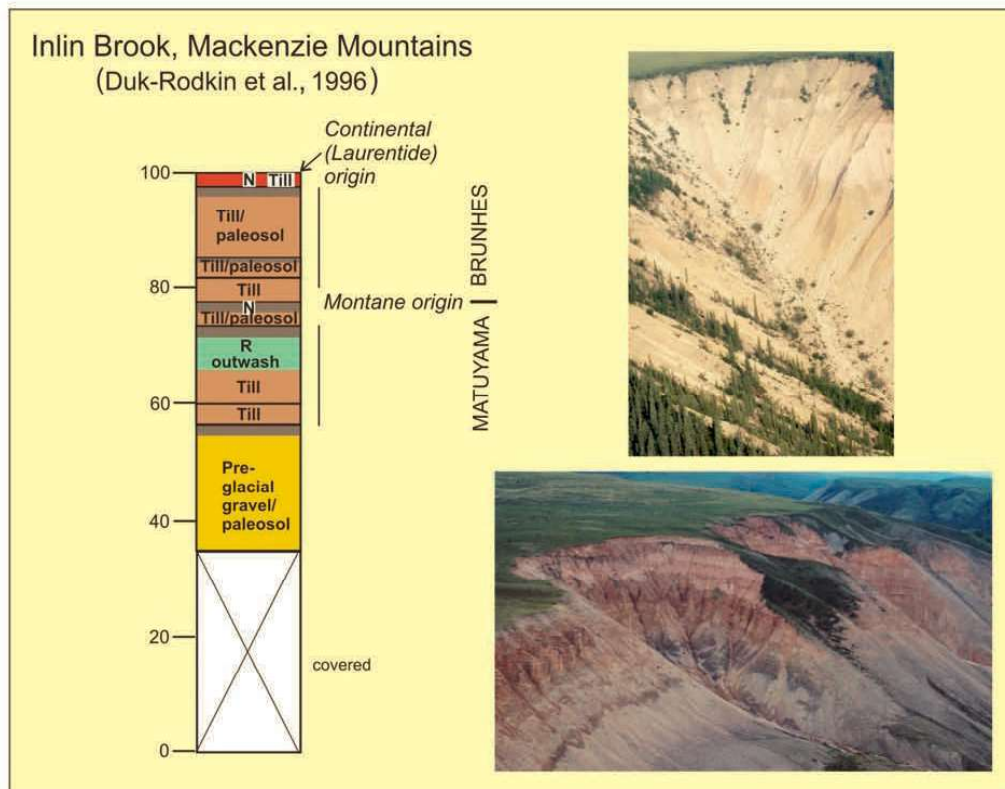 Inlin Brook, Mackenzie Mountains
(Duk-Rodkin et al., 1996)
Continental
(Laurentide)
origin
100
N Till
Till/
paleosol
Till/paleosol
80
Till
N
Montane origin
Till/paleosol
R
outwash
Till
60
Till
Pre-
glacial
gravel/
paleosol
40
20
covered
0
BRUNHES
MATUYAMA